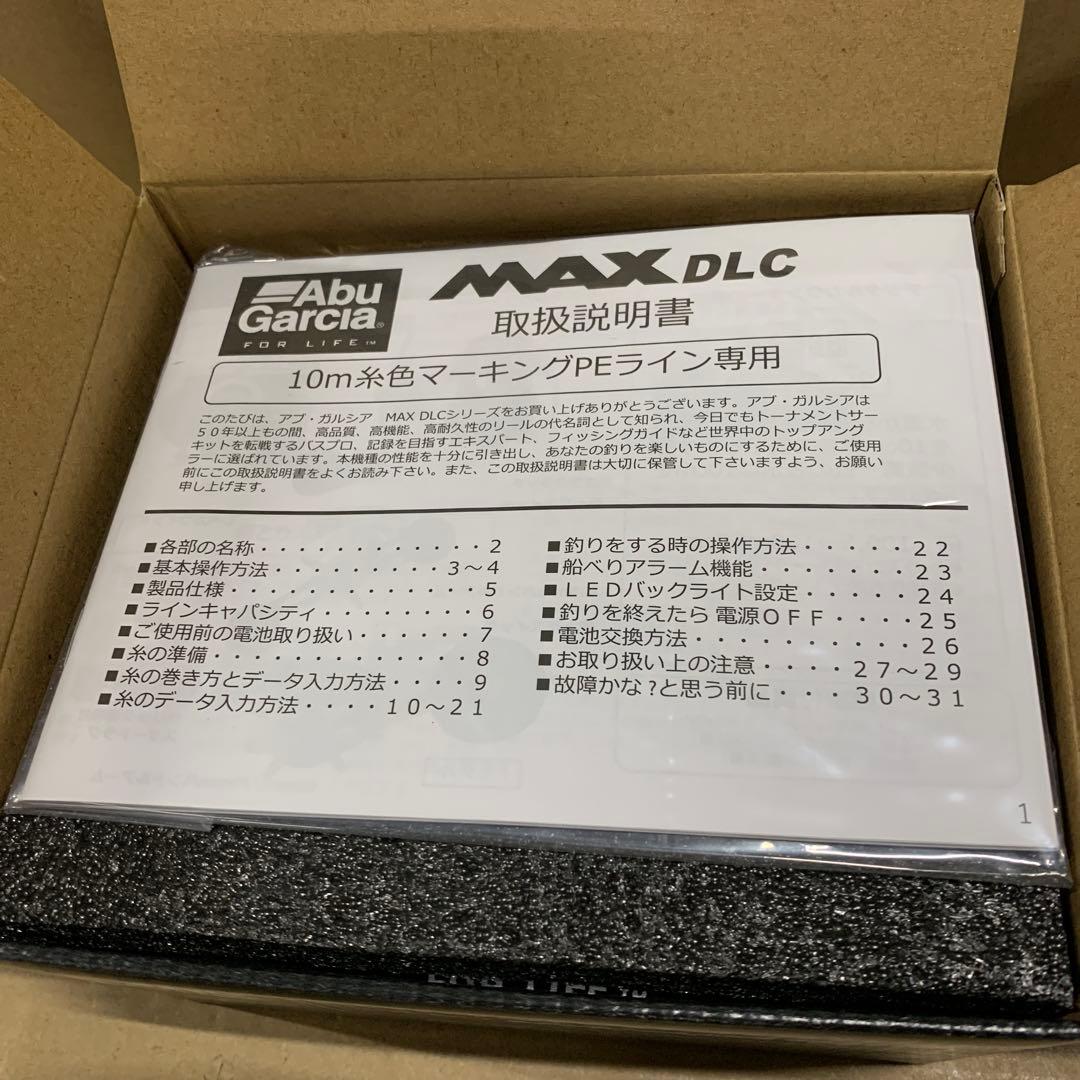 Abu
Garcia®
FOR LIFE™
MAX DLC
取扱説明書
10m糸色マーキングPEライン専用
このたびは、アブ・ガルシア　MAX DLCシリーズをお買い上げありがとうございます。アブ・ガルシアは
５０年以上もの間、高品質、高機能、高耐久性のリールの代名詞として知られ、今日でもトーナメントサー
キットを転戦するバスプロ、記録を目指すエキスパート、フィッシングガイドなど世界中のトップアング
ラーに選ばれています。本機種の性能を十分に引き出し、あなたの釣りを楽しいものにするために、ご使用
前にこの取扱説明書をよくお読み下さい。また、この取扱説明書は大切に保管して下さいますよう、お願い
申し上げます。
■各部の名称・・・・・・・・・・・・２
■基本操作方法・・・・・・・・・３～４
■製品仕様・・・・・・・・・・・・・５
■ラインキャパシティ・・・・・・・・６
■ご使用前の電池取り扱い・・・・・・７
■糸の準備・・・・・・・・・・・・・８
■糸の巻き方とデータ入力方法・・・・９
■糸のデータ入力方法・・・・１０～２１
■釣りをする時の操作方法・・・・・２２
■船べりアラーム機能・・・・・・・２３
■ＬＥＤバックライト設定・・・・・２４
■釣りを終えたら 電源ＯＦＦ・・・・２５
■電池交換方法・・・・・・・・・・２６
■お取り扱い上の注意・・・・２７～２９
■故障かな？と思う前に・・・３０～３１
1